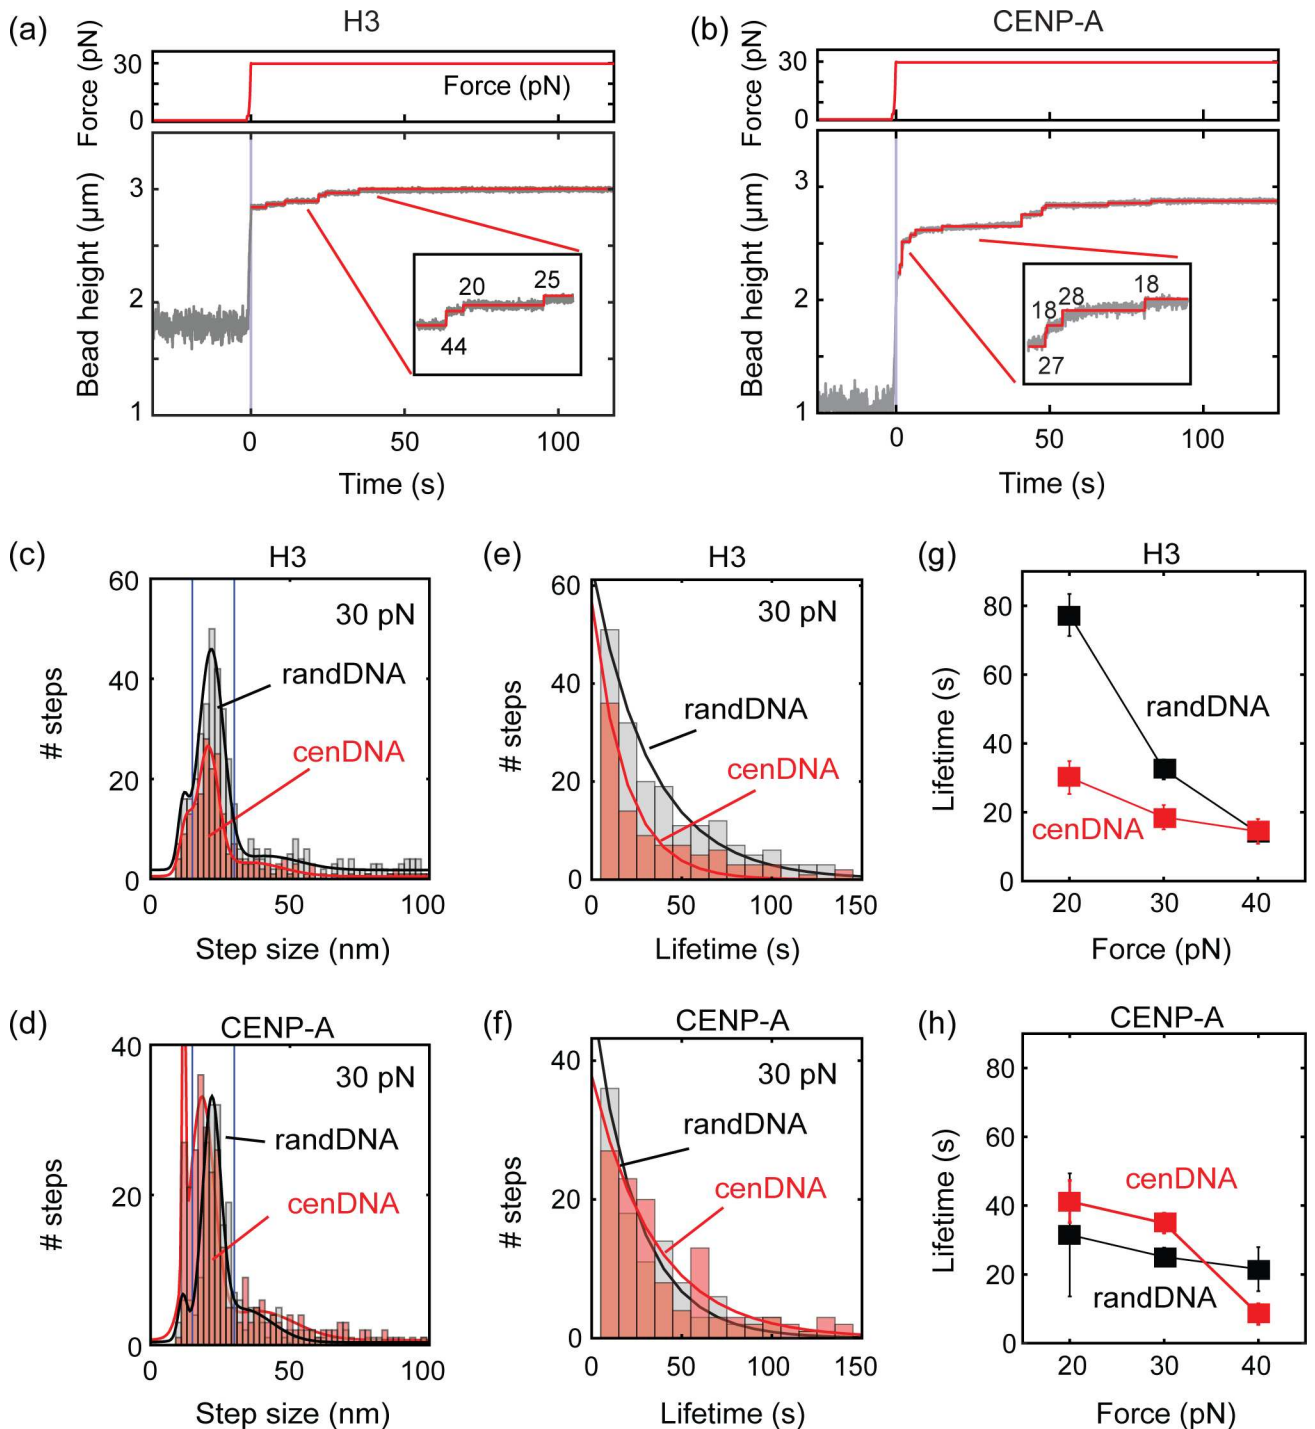 (a)
H3
Force (pN)
30
0
Force (pN)
Bead height (µm)
3
2
1
20
25
44
0
50
100
Time (s)
(b)
CENP-A
Force (pN)
30
0
Bead height (µm)
3
2
1
18
28
18
27
0
50
100
Time (s)
(c)
H3
# steps
60
40
20
0
30 pN
randDNA
cenDNA
0
50
100
Step size (nm)
(e)
H3
# steps
60
40
20
0
30 pN
randDNA
cenDNA
0
50
100
150
Lifetime (s)
(g)
H3
Lifetime (s)
80
60
40
20
0
randDNA
cenDNA
20
30
40
Force (pN)
(d)
CENP-A
# steps
40
20
0
30 pN
randDNA
cenDNA
0
50
100
Step size (nm)
(f)
CENP-A
# steps
40
20
0
30 pN
randDNA
cenDNA
0
50
100
150
Lifetime (s)
(h)
CENP-A
Lifetime (s)
80
60
40
20
0
cenDNA
randDNA
20
30
40
Force (pN)